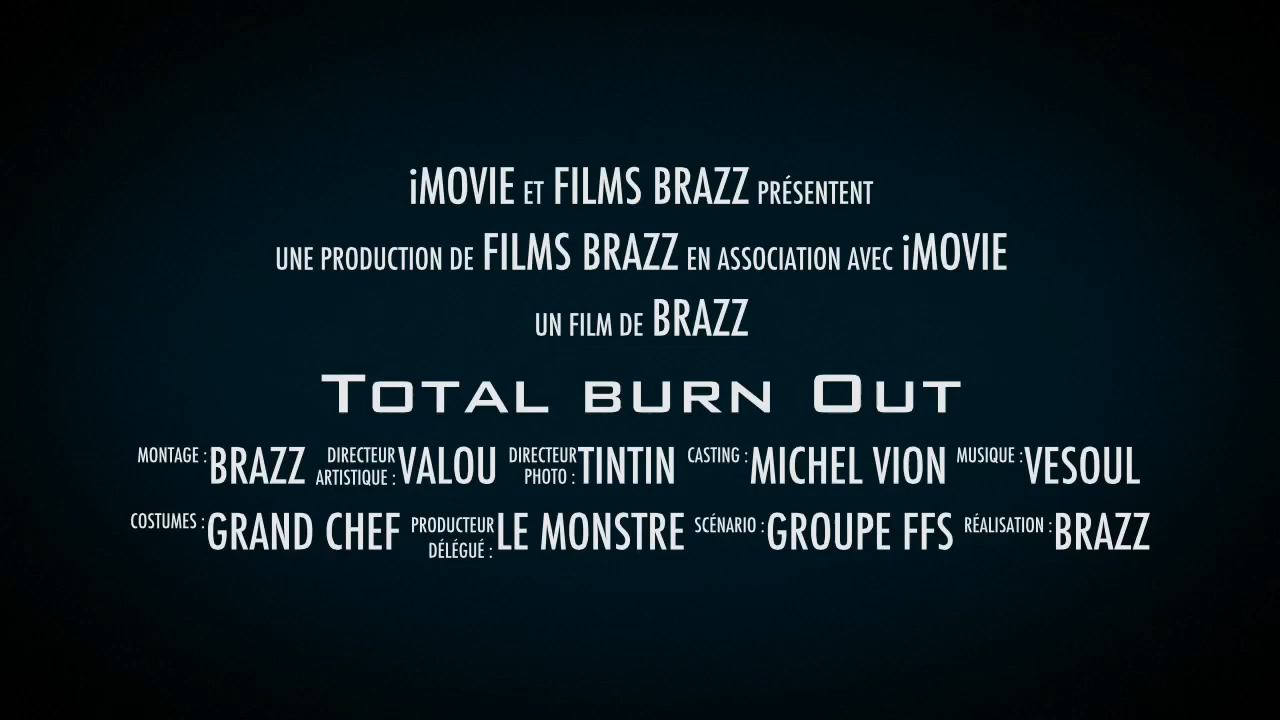 iMOVIE ET FILMS BRAZZ PRÉSENTENT
UNE PRODUCTION DE FILMS BRAZZ EN ASSOCIATION AVEC iMOVIE
UN FILM DE BRAZZ
TOTAL BURN OUT
MONTAGE : BRAZZ DIRECTEUR ARTISTIQUE : VALOU DIRECTEUR PHOTO : TINTIN CASTING : MICHEL VION MUSIQUE : VESOUL
COSTUMES : GRAND CHEF PRODUCTEUR DÉLÉGUÉ : LE MONSTRE SCÉNARIO : GROUPE FFS RÉALISATION : BRAZZ